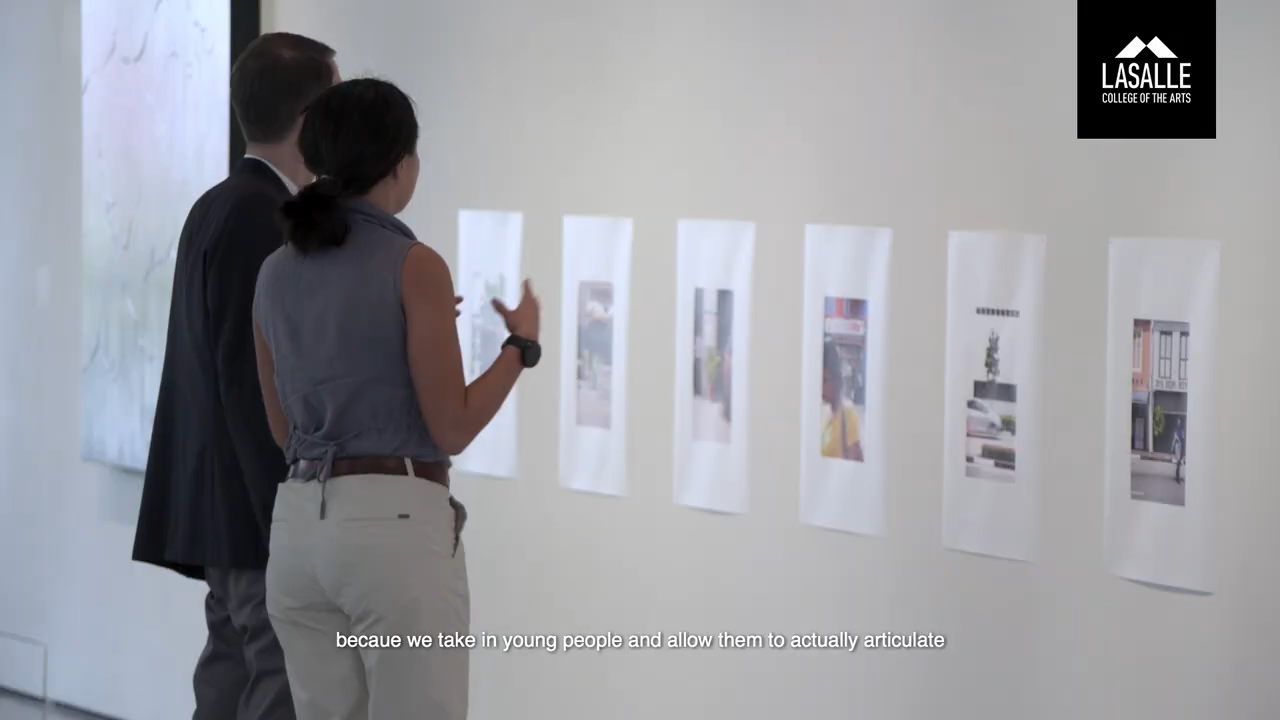 LASALLE
COLLEGE OF THE ARTS
becaue we take in young people and allow them to actually articulate